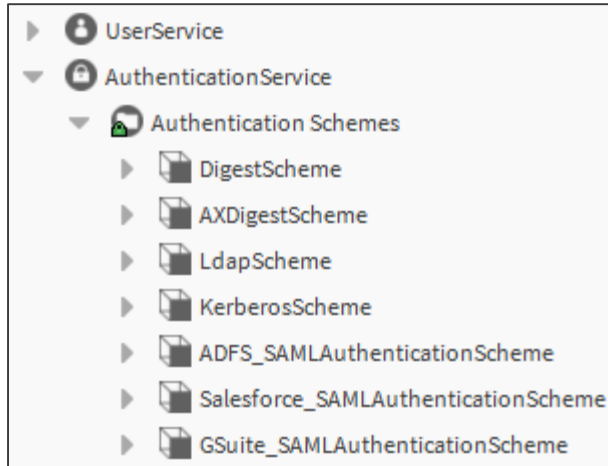 UserService
AuthenticationService
Authentication Schemes
DigestScheme
AXDigestScheme
LdapScheme
KerberosScheme
ADFS_SAMLAuthenticationScheme
Salesforce_SAMLAuthenticationScheme
GSuite_SAMLAuthenticationScheme